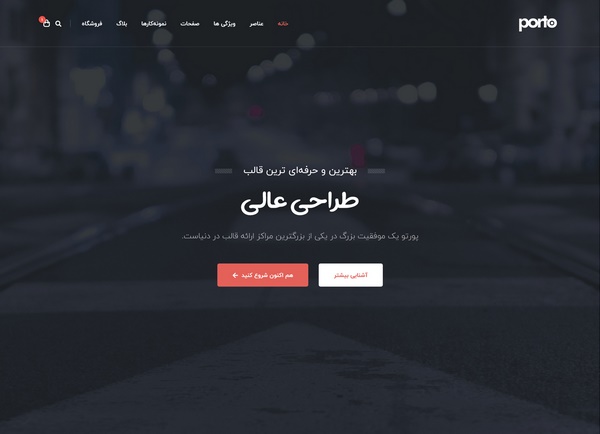 porto
خانه
عناصر
ویژگی ها
صفحات
نمونه‌کارها
بلاگ
فروشگاه
بهترین و حرفه‌ای ترین قالب
طراحی عالی
پورتو یک موفقیت بزرگ در یکی از بزرگترین مراکز ارائه قالب در دنیاست.
آشنایی بیشتر
هم اکنون شروع کنید